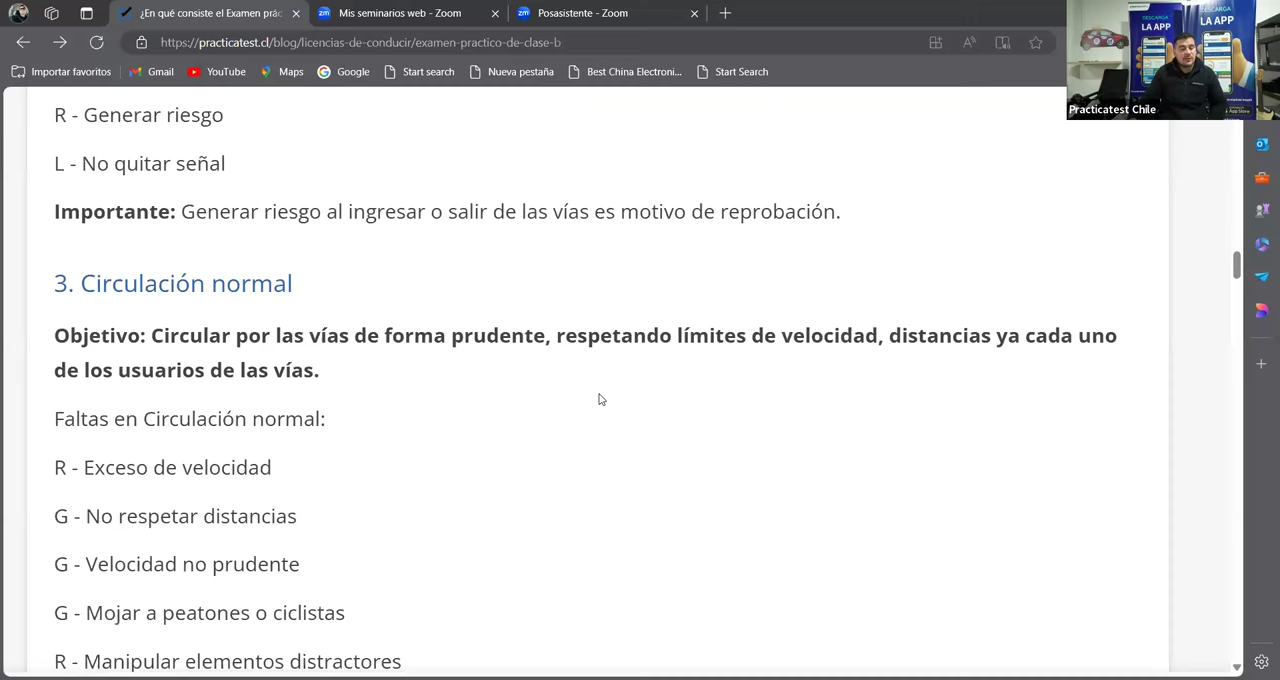 ¿En qué consiste el Examen prác
Mis seminarios web - Zoom
Posasistente - Zoom
https://practicatest.cl/blog/licencias-de-conducir/examen-practico-de-clase-b
Importar favoritos
Gmail
YouTube
Maps
Google
Start search
Nueva pestaña
Best China Electroni...
Start Search
DESCARGA
LA APP
DESCARGA
LA APP
Practicatest Chile
R - Generar riesgo
L - No quitar señal
Importante: Generar riesgo al ingresar o salir de las vías es motivo de reprobación.
3. Circulación normal
Objetivo: Circular por las vías de forma prudente, respetando límites de velocidad, distancias ya cada uno
de los usuarios de las vías.
Faltas en Circulación normal:
R - Exceso de velocidad
G - No respetar distancias
G - Velocidad no prudente
G - Mojar a peatones o ciclistas
R - Manipular elementos distractores